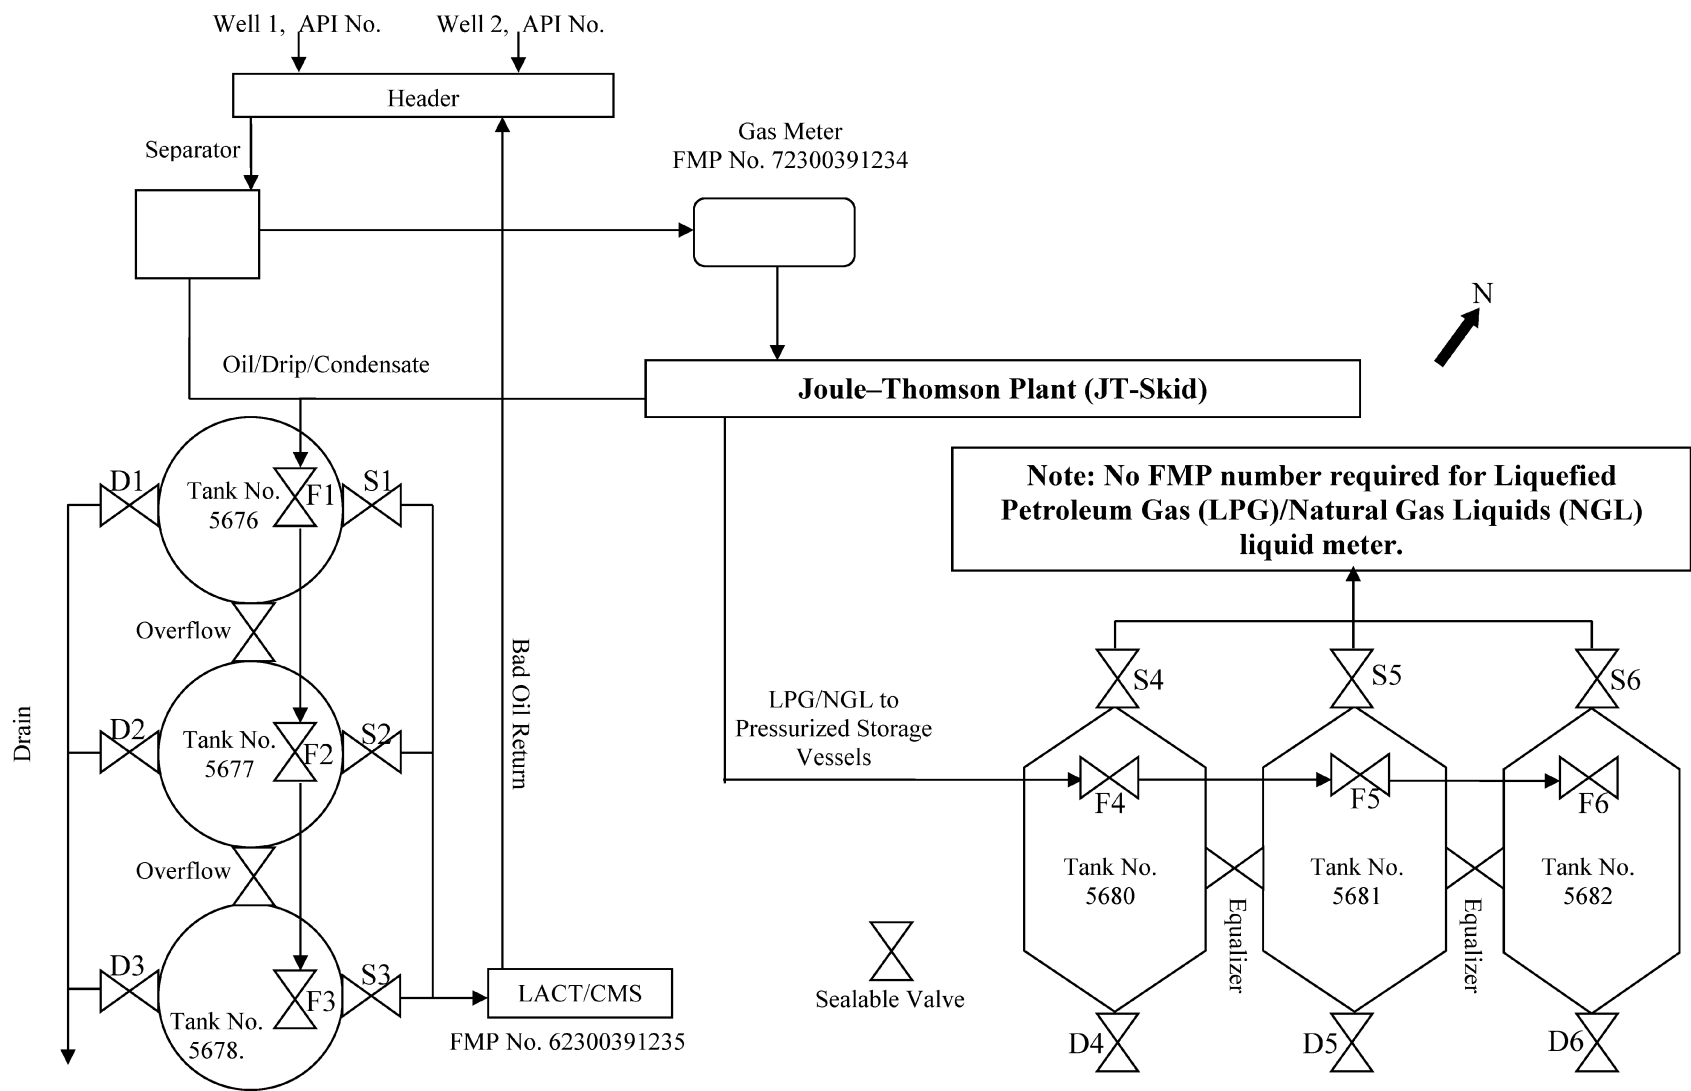 Well 1,  API No.
Well 2,  API No.
Header
Separator
Gas Meter
FMP No. 72300391234
N
Oil/Drip/Condensate
Joule–Thomson Plant (JT-Skid)
Note: No FMP number required for Liquefied
Petroleum Gas (LPG)/Natural Gas Liquids (NGL)
liquid meter.
D1
Tank No.
5676
F1
S1
Overflow
Drain
D2
Tank No.
5677
F2
S2
Overflow
D3
Tank No.
5678.
F3
S3
Bad Oil Return
LACT/CMS
FMP No. 62300391235
LPG/NGL to
Pressurized Storage
Vessels
S4
S5
S6
F4
F5
F6
Tank No.
5680
Tank No.
5681
Tank No.
5682
Equalizer
Equalizer
Sealable Valve
D4
D5
D6